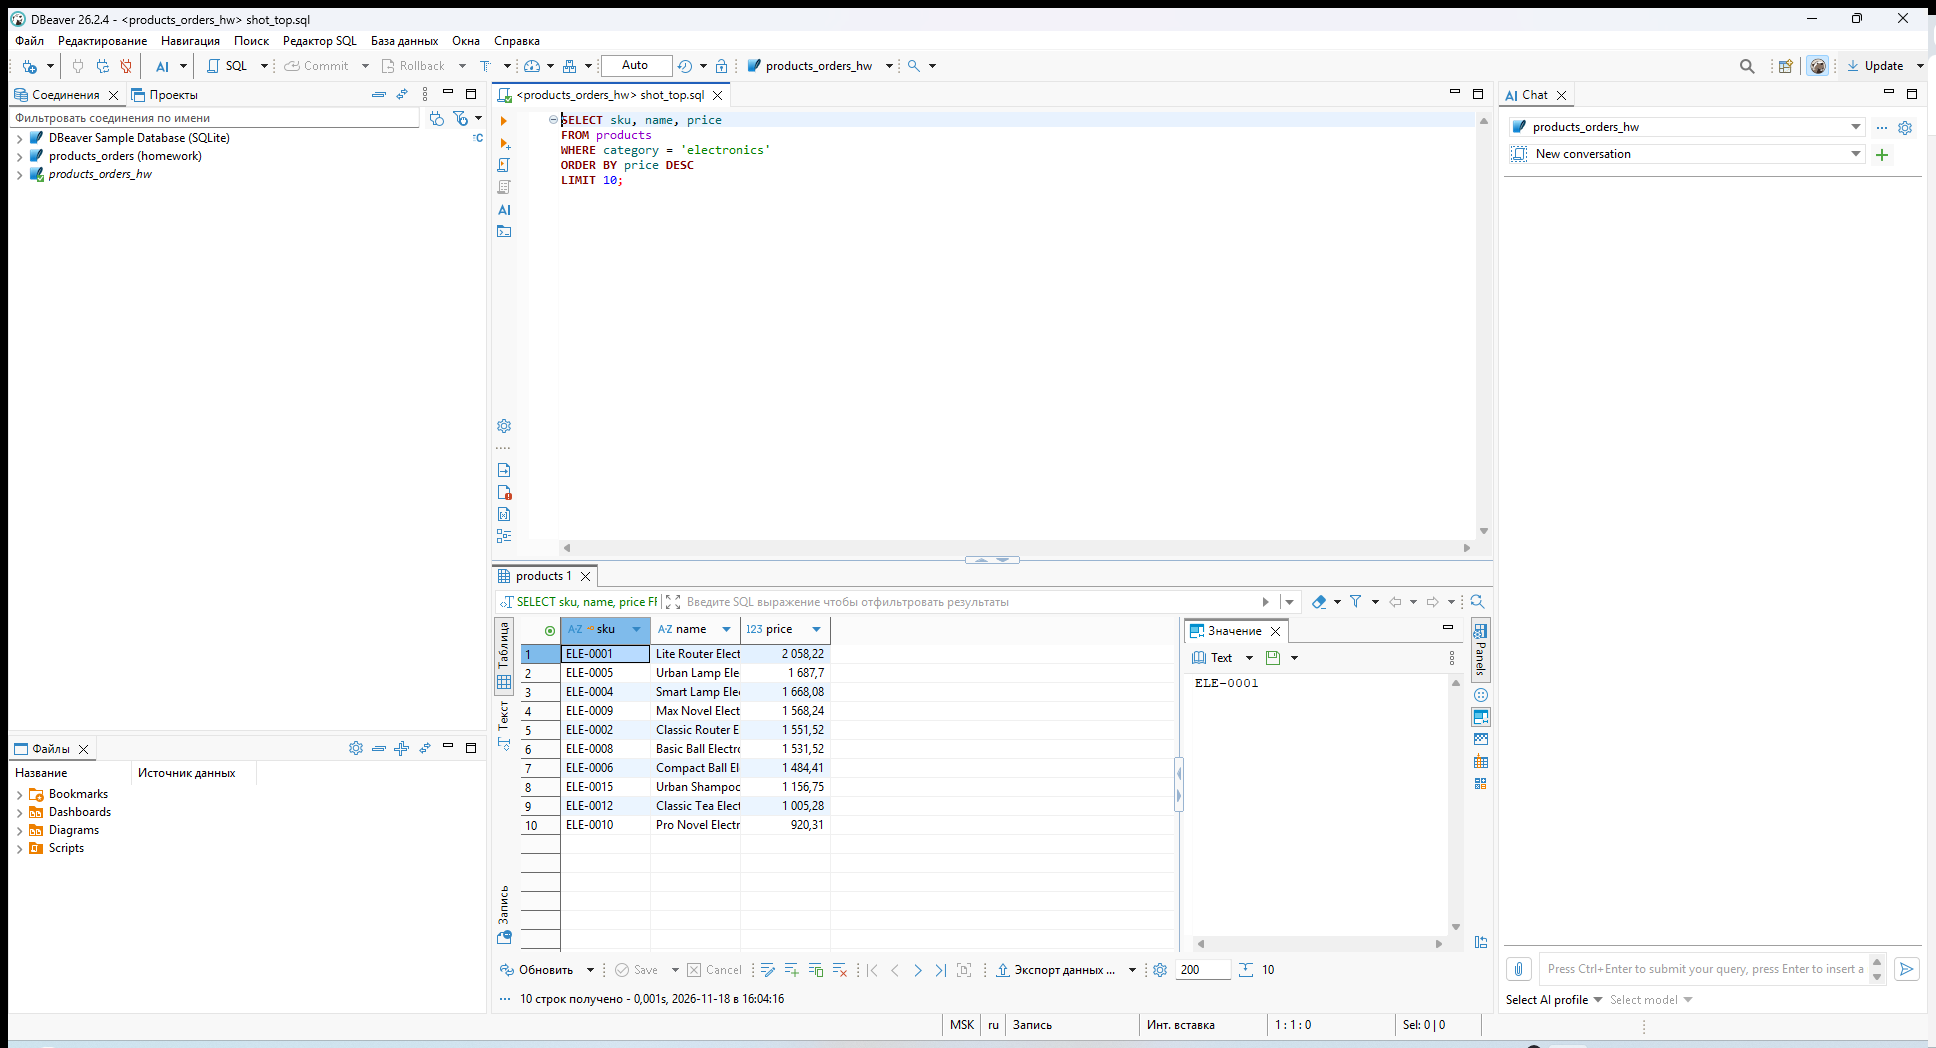 DBeaver 26.2.4 - <products_orders_hw> shot_top.sql
Файл Редактирование Навигация Поиск Редактор SQL База данных Окна Справка
AI SQL Commit Rollback Auto products_orders_hw Update
Соединения Проекты
Фильтровать соединения по имени
DBeaver Sample Database (SQLite)
products_orders (homework)
products_orders_hw
<products_orders_hw> shot_top.sql
SELECT sku, name, price
FROM products
WHERE category = 'electronics'
ORDER BY price DESC
LIMIT 10;
AI
products 1
SELECT sku, name, price FF Введите SQL выражение чтобы отфильтровать результаты
Таблица
Текст
Запись
A-Z sku A-Z name 123 price
1 ELE-0001 Lite Router Elect 2 058,22
2 ELE-0005 Urban Lamp Ele 1 687,7
3 ELE-0004 Smart Lamp Ele 1 668,08
4 ELE-0009 Max Novel Elect 1 568,24
5 ELE-0002 Classic Router E 1 551,52
6 ELE-0008 Basic Ball Electro 1 531,52
7 ELE-0006 Compact Ball El 1 484,41
8 ELE-0015 Urban Shampoo 1 156,75
9 ELE-0012 Classic Tea Elect 1 005,28
10 ELE-0010 Pro Novel Electr 920,31
Значение
Text
ELE-0001
Panels
Обновить Save Cancel Экспорт данных ... 200 10
10 строк получено - 0,001s, 2026-11-18 в 16:04:16
Файлы
Название Источник данных
Bookmarks
Dashboards
Diagrams
Scripts
AI Chat
products_orders_hw
New conversation
Press Ctrl+Enter to submit your query, press Enter to insert a
Select AI profile Select model
MSK ru Запись Инт. вставка 1 : 1 : 0 Sel: 0 | 0